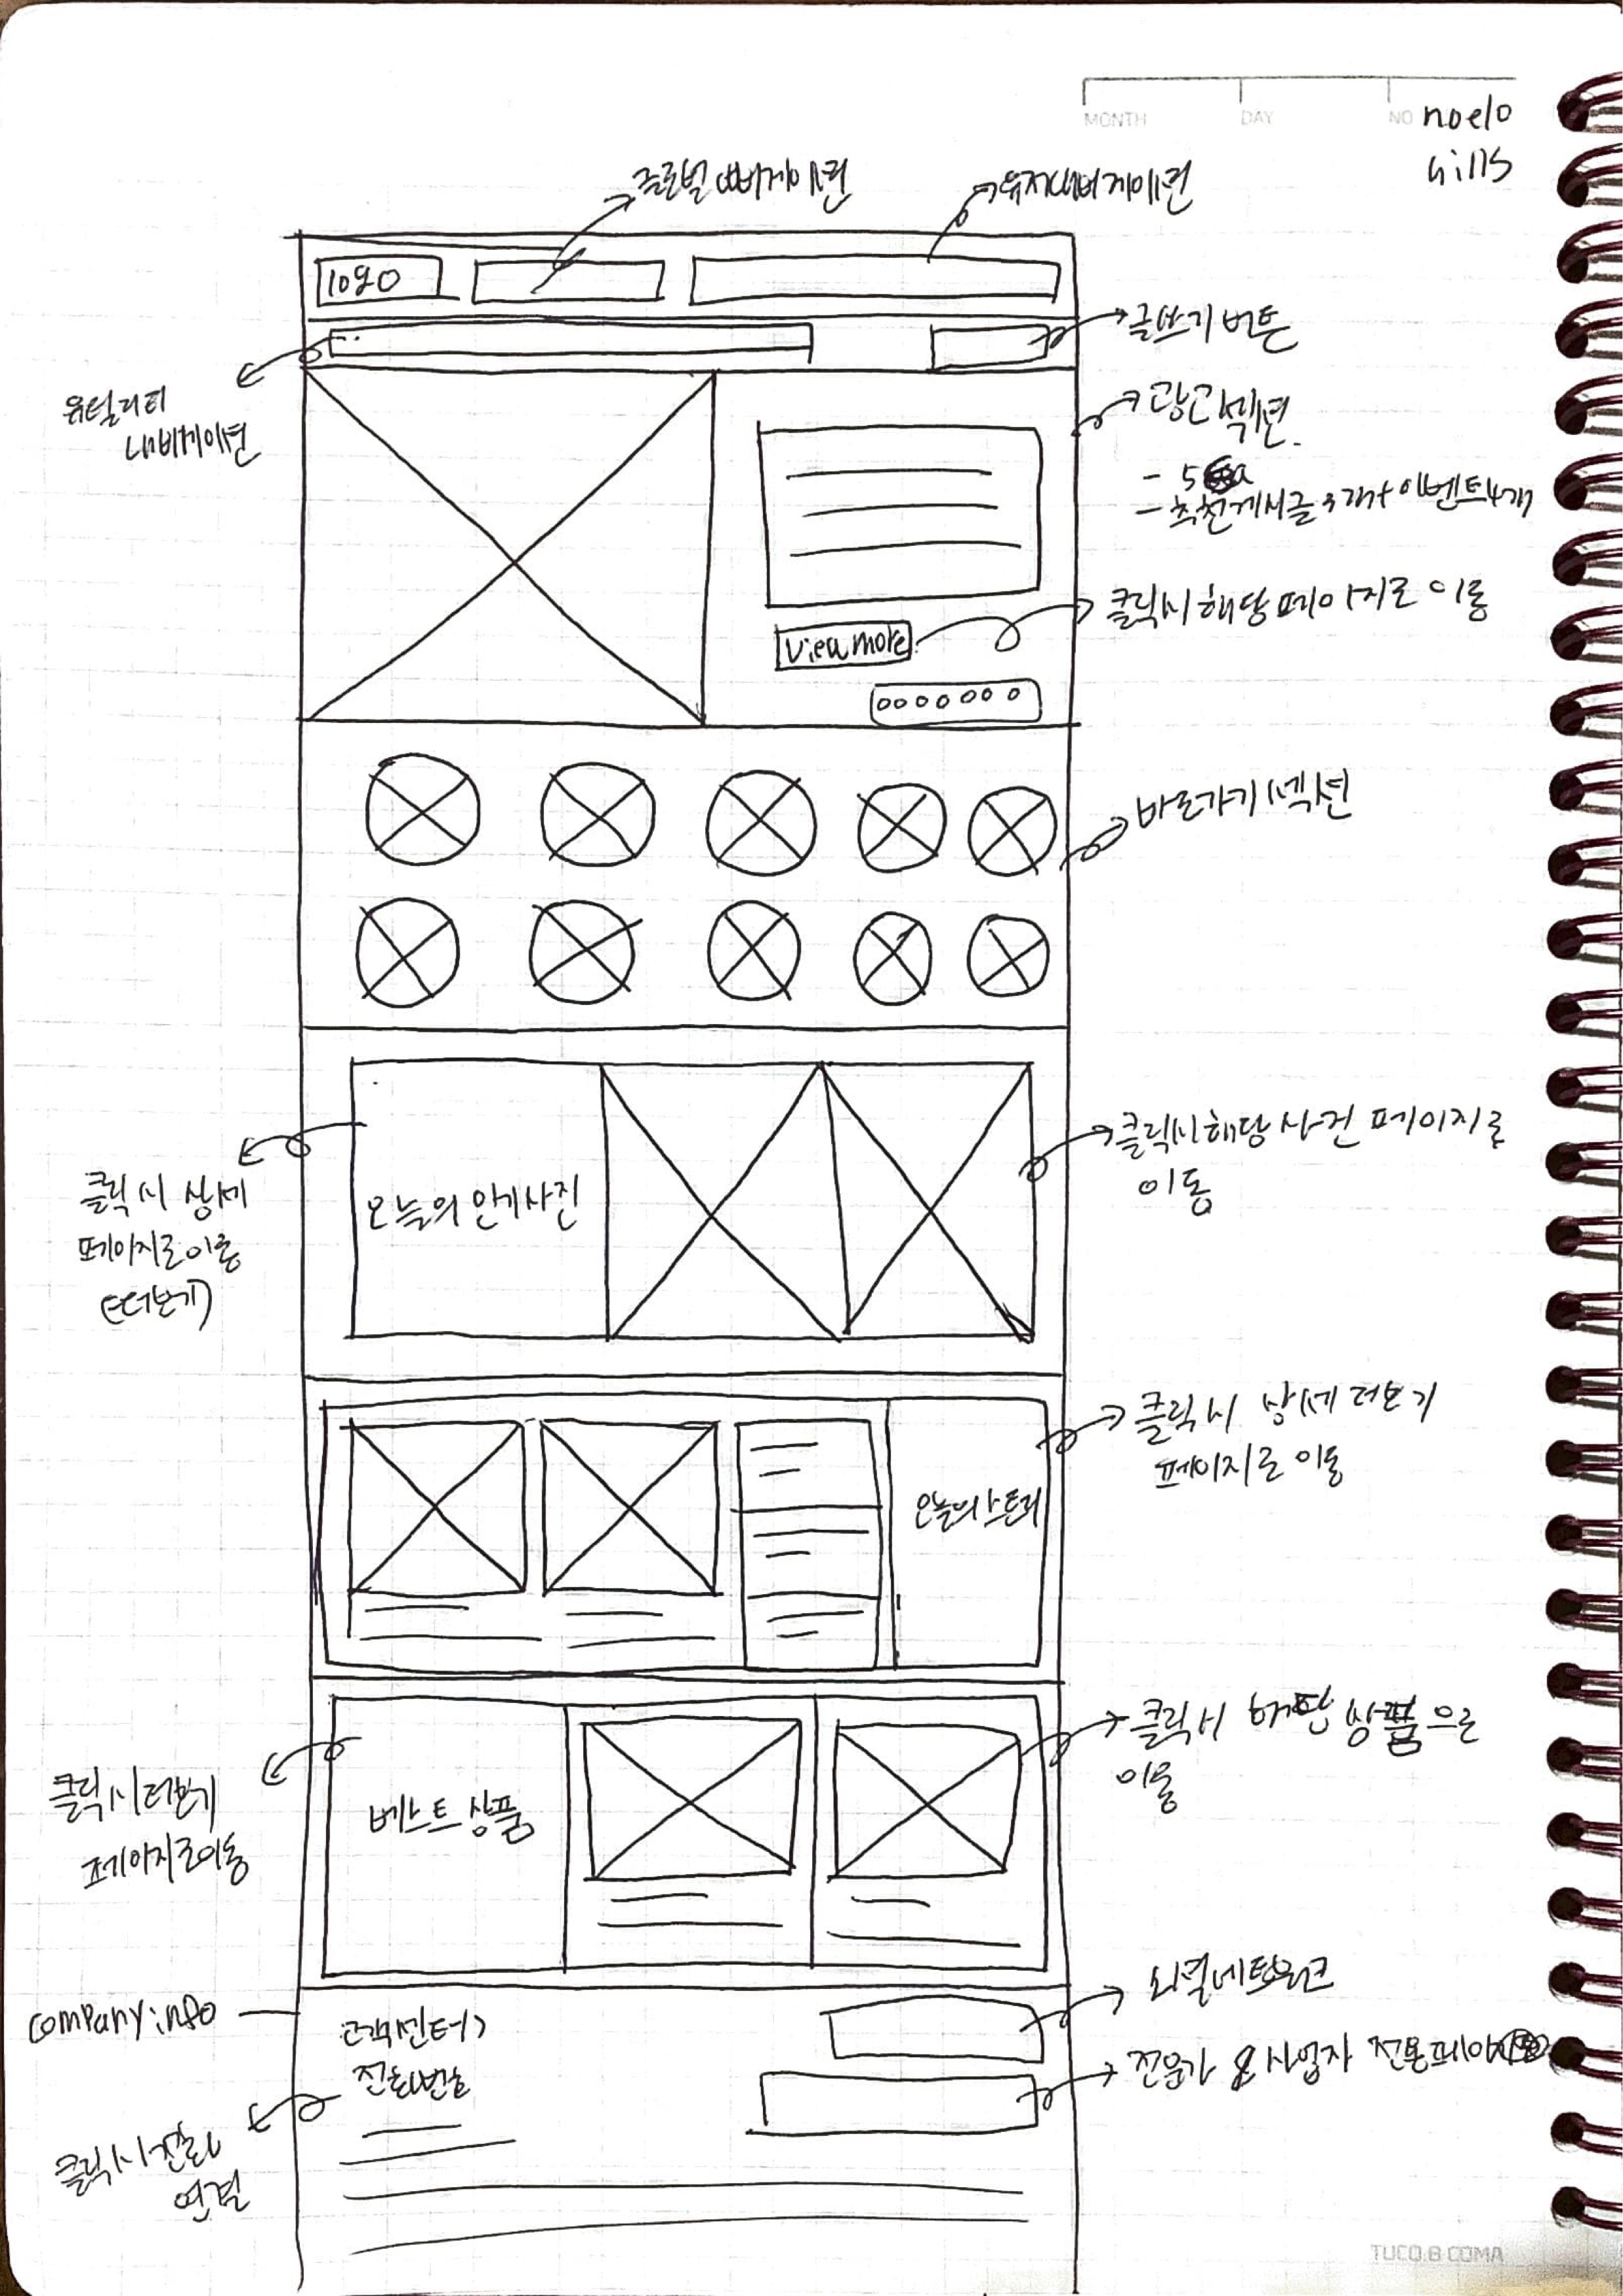 MONTH DAY NO noelo
hills
글로벌 내비게이션
유저내비게이션
logo
글쓰기 버튼
유틸리티
내비게이션
광고섹션.
- 5
- 추천게시글 3개+이벤트4개
클릭시 해당페이지로 이동
View more
바로가기 섹션
클릭시해당 사진 페이지로
이동
클릭시 상세
페이지로이동
(더보기)
오늘의 인기사진
클릭시 상세더보기
페이지로 이동
오늘의스토리
클릭시 해당 상품으로
이동
클릭시더보기
페이지로이동
베스트 상품
외부네트워크
company info
고객센터>
전화번호
전문가 & 사업자 전용페이지
클릭시전화
연결
TUCO.B COMA